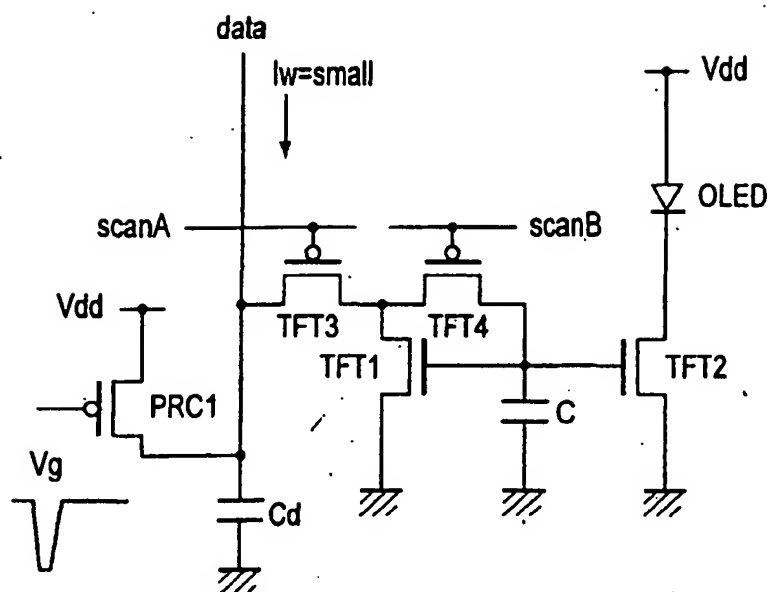 data
Iw=small
Vdd
OLED
scanA
scanB
Vdd
TFT3
TFT4
TFT1
TFT2
PRC1
C
Vg
Cd